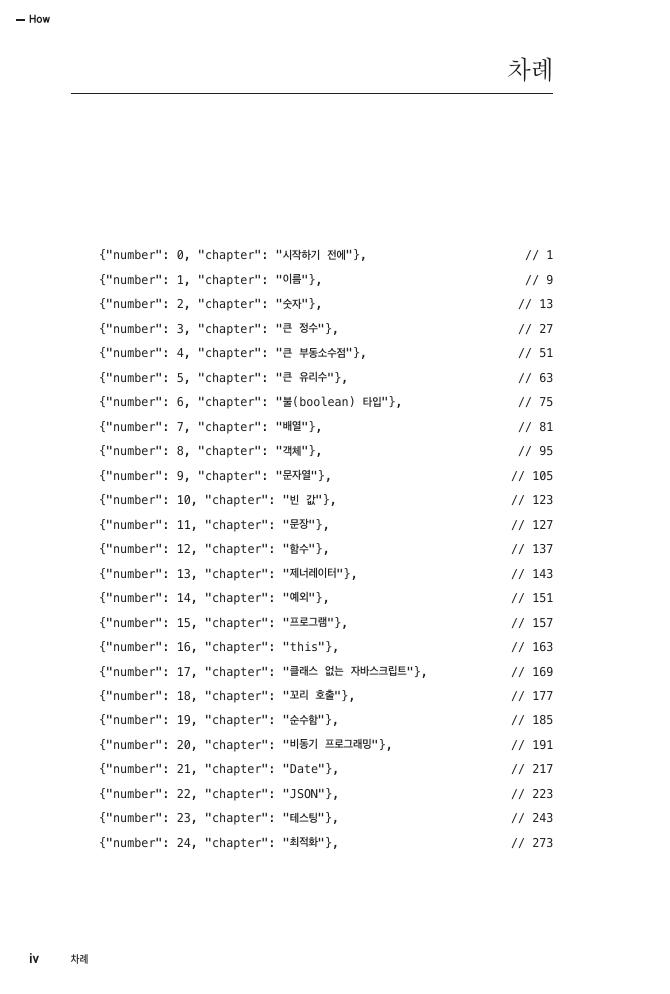 — How
차례
{"number": 0, "chapter": "시작하기 전에"}, // 1
{"number": 1, "chapter": "이름"}, // 9
{"number": 2, "chapter": "숫자"}, // 13
{"number": 3, "chapter": "큰 정수"}, // 27
{"number": 4, "chapter": "큰 부동소수점"}, // 51
{"number": 5, "chapter": "큰 유리수"}, // 63
{"number": 6, "chapter": "불(boolean) 타입"}, // 75
{"number": 7, "chapter": "배열"}, // 81
{"number": 8, "chapter": "객체"}, // 95
{"number": 9, "chapter": "문자열"}, // 105
{"number": 10, "chapter": "빈 값"}, // 123
{"number": 11, "chapter": "문장"}, // 127
{"number": 12, "chapter": "함수"}, // 137
{"number": 13, "chapter": "제너레이터"}, // 143
{"number": 14, "chapter": "예외"}, // 151
{"number": 15, "chapter": "프로그램"}, // 157
{"number": 16, "chapter": "this"}, // 163
{"number": 17, "chapter": "클래스 없는 자바스크립트"}, // 169
{"number": 18, "chapter": "꼬리 호출"}, // 177
{"number": 19, "chapter": "순수함"}, // 185
{"number": 20, "chapter": "비동기 프로그래밍"}, // 191
{"number": 21, "chapter": "Date"}, // 217
{"number": 22, "chapter": "JSON"}, // 223
{"number": 23, "chapter": "테스팅"}, // 243
{"number": 24, "chapter": "최적화"}, // 273
iv 차례